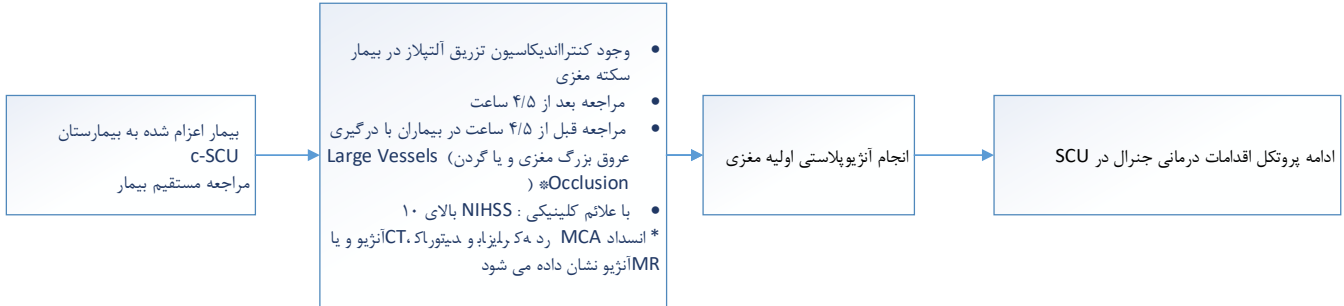 بیمار اعزام شده به بیمارستان
c-SCU
مراجعه مستقیم بیمار
• وجود کنترااندیکاسیون تزریق آلتپلاز در بیمار
سکته مغزی
• مراجعه بعد از ۴/۵ ساعت
• مراجعه قبل از ۴/۵ ساعت در بیماران با درگیری
عروق بزرگ مغزی و یا گردن (Large Vessels
Occlusion* )
• با علائم کلینیکی : NIHSS بالای ۱۰
* انسداد MCA ،CTآنژیو و یا
MRآنژیو نشان داده می شود
انجام آنژیوپلاستی اولیه مغزی
ادامه پروتکل اقدامات درمانی جنرال در SCU